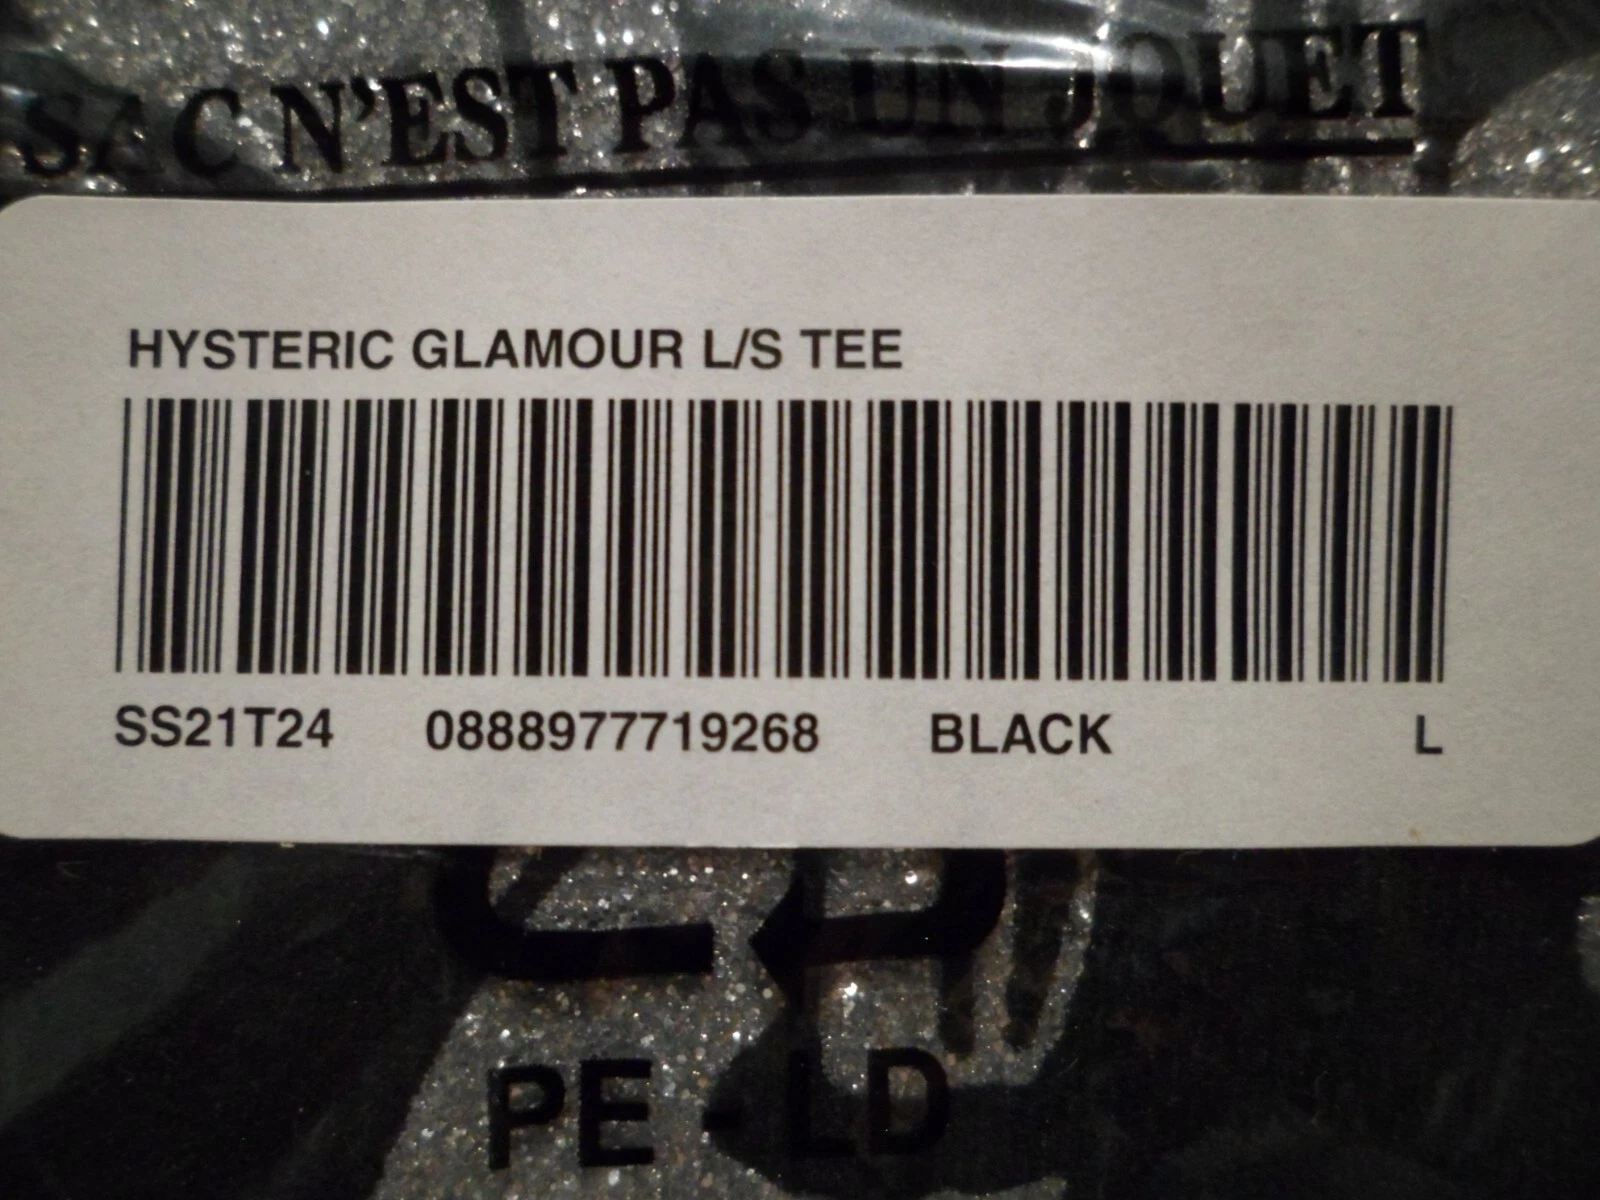 SAC N'EST PAS UN JOUET
HYSTERIC GLAMOUR L/S TEE
SS21T24 0888977719268 BLACK L
PE-LD